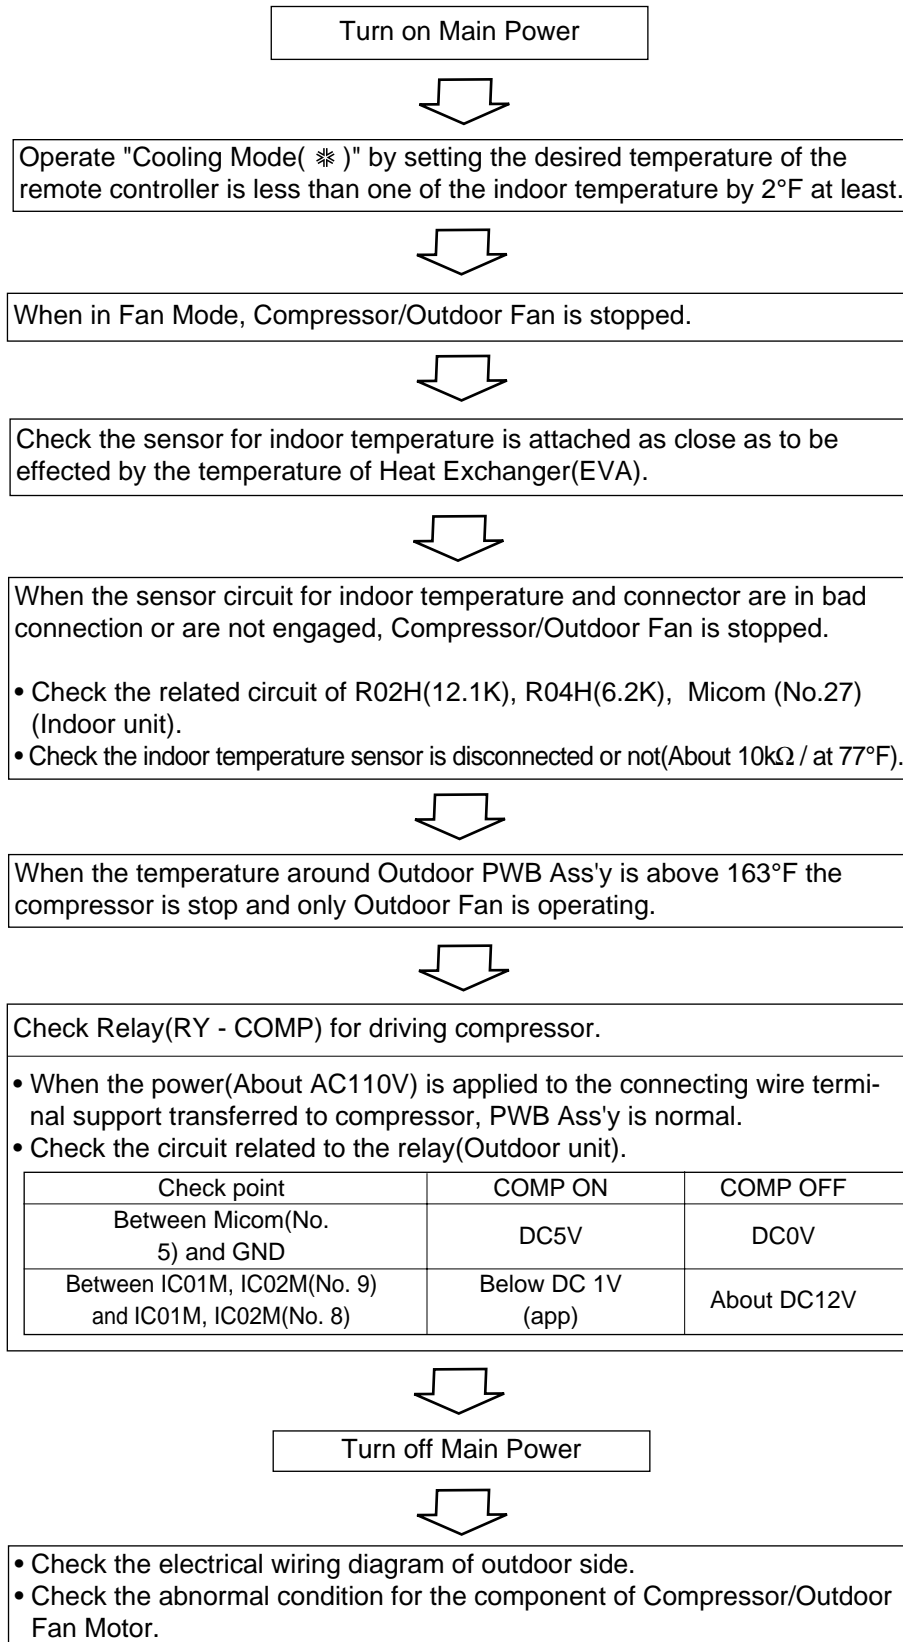 Turn on Main Power
Operate "Cooling Mode( ❋ )" by setting the desired temperature of the
remote controller is less than one of the indoor temperature by 2°F at least.
When in Fan Mode, Compressor/Outdoor Fan is stopped.
Check the sensor for indoor temperature is attached as close as to be
effected by the temperature of Heat Exchanger(EVA).
When the sensor circuit for indoor temperature and connector are in bad
connection or are not engaged, Compressor/Outdoor Fan is stopped.
• Check the related circuit of R02H(12.1K), R04H(6.2K), Micom (No.27)
(Indoor unit).
• Check the indoor temperature sensor is disconnected or not(About 10kΩ / at 77°F).
When the temperature around Outdoor PWB Ass'y is above 163°F the
compressor is stop and only Outdoor Fan is operating.
Check Relay(RY - COMP) for driving compressor.
• When the power(About AC110V) is applied to the connecting wire termi-
nal support transferred to compressor, PWB Ass'y is normal.
• Check the circuit related to the relay(Outdoor unit).
Check point COMP ON COMP OFF
Between Micom(No.
5) and GND DC5V DC0V
Between IC01M, IC02M(No. 9)
and IC01M, IC02M(No. 8) Below DC 1V
(app) About DC12V
Turn off Main Power
• Check the electrical wiring diagram of outdoor side.
• Check the abnormal condition for the component of Compressor/Outdoor
Fan Motor.